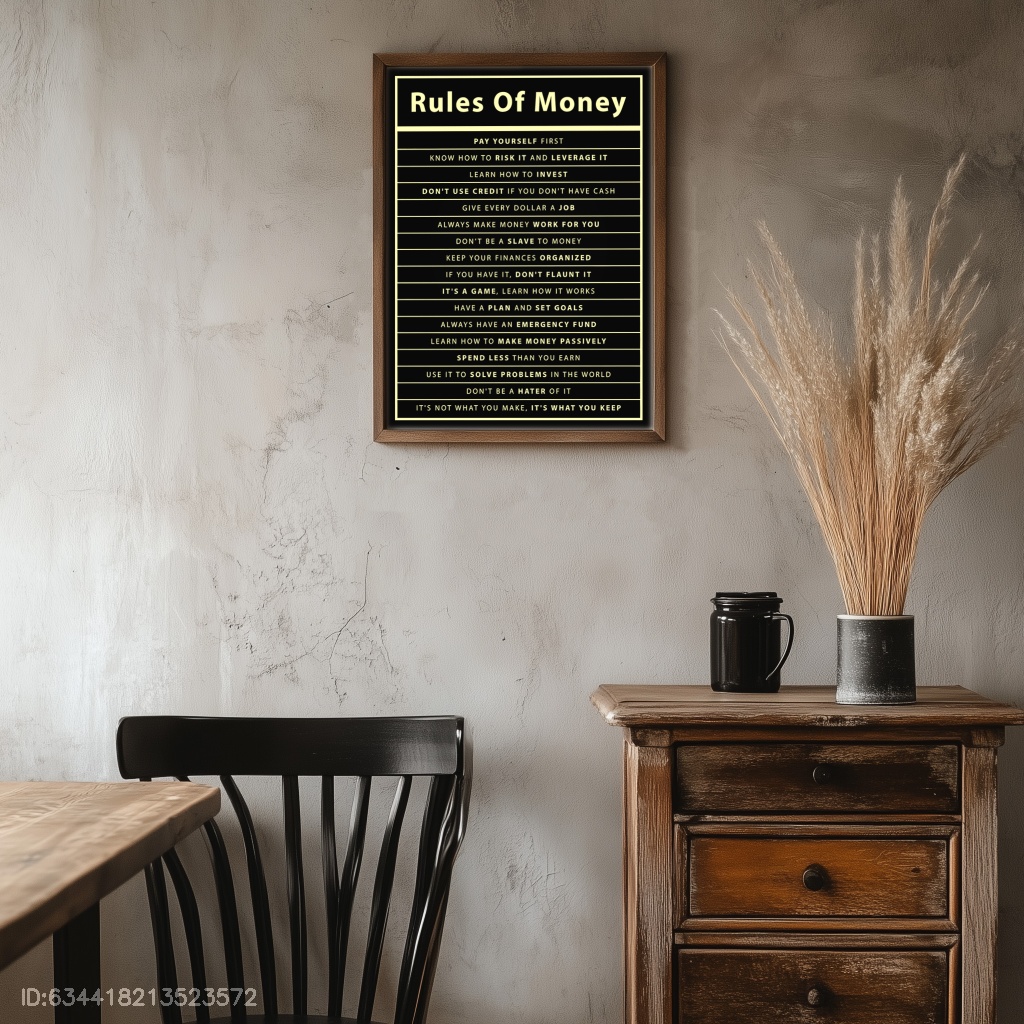 Rules Of Money
PAY YOURSELF FIRST
KNOW HOW TO RISK IT AND LEVERAGE IT
LEARN HOW TO INVEST
DON'T USE CREDIT IF YOU DON'T HAVE CASH
GIVE EVERY DOLLAR A JOB
ALWAYS MAKE MONEY WORK FOR YOU
DON'T BE A SLAVE TO MONEY
KEEP YOUR FINANCES ORGANIZED
IF YOU HAVE IT, DON'T FLAUNT IT
IT'S A GAME, LEARN HOW IT WORKS
HAVE A PLAN AND SET GOALS
ALWAYS HAVE AN EMERGENCY FUND
LEARN HOW TO MAKE MONEY PASSIVELY
SPEND LESS THAN YOU EARN
USE IT TO SOLVE PROBLEMS IN THE WORLD
DON'T BE A HATER OF IT
IT'S NOT WHAT YOU MAKE, IT'S WHAT YOU KEEP
ID:634418213523572